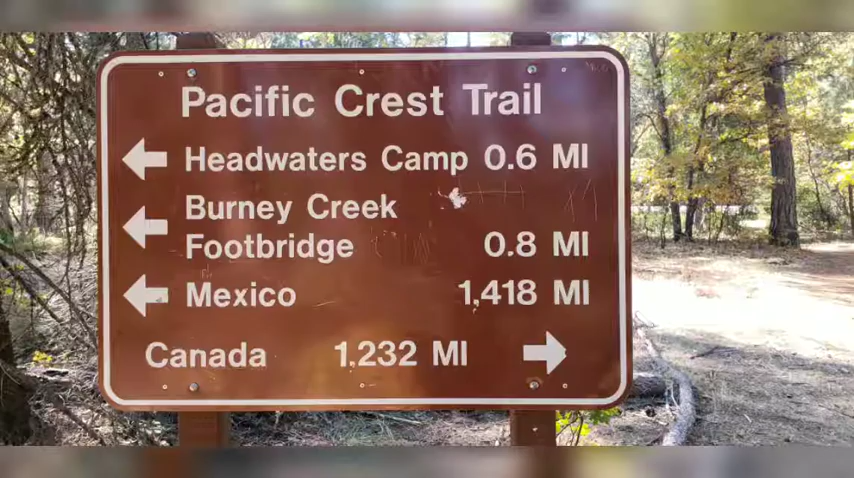 Pacific Crest Trail
Headwaters Camp 0.6 MI
Burney Creek
Footbridge 0.8 MI
Mexico 1,418 MI
Canada 1,232 MI